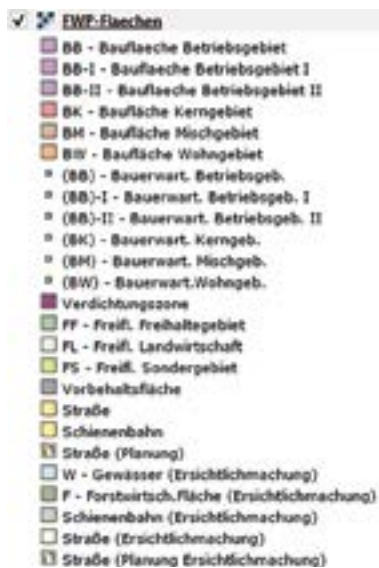 FWP-Flaechen
BB - Bauflaeche Betriebsgebiet
BB-I - Bauflaeche Betriebsgebiet I
BB-II - Bauflaeche Betriebsgebiet II
BK - Baufläche Kerngebiet
BM - Baufläche Mischgebiet
BW - Baufläche Wohngebiet
(BB) - Bauerwart. Betriebsgeb.
(BB)-I - Bauerwart. Betriebsgeb. I
(BB)-II - Bauerwart. Betriebsgeb. II
(BK) - Bauerwart. Kerngeb.
(BM) - Bauerwart. Mischgeb.
(BW) - Bauerwart.Wohngeb.
Verdichtungszone
FF - Freifl. Freihaltegebiet
FL - Freifl. Landwirtschaft
FS - Freifl. Sondergebiet
Vorbehaltsfläche
Straße
Schienenbahn
Straße (Planung)
W - Gewässer (Ersichtlichmachung)
F - Forstwirtsch.Fläche (Ersichtlichmachung)
Schienenbahn (Ersichtlichmachung)
Straße (Ersichtlichmachung)
Straße (Planung Ersichtlichmachung)